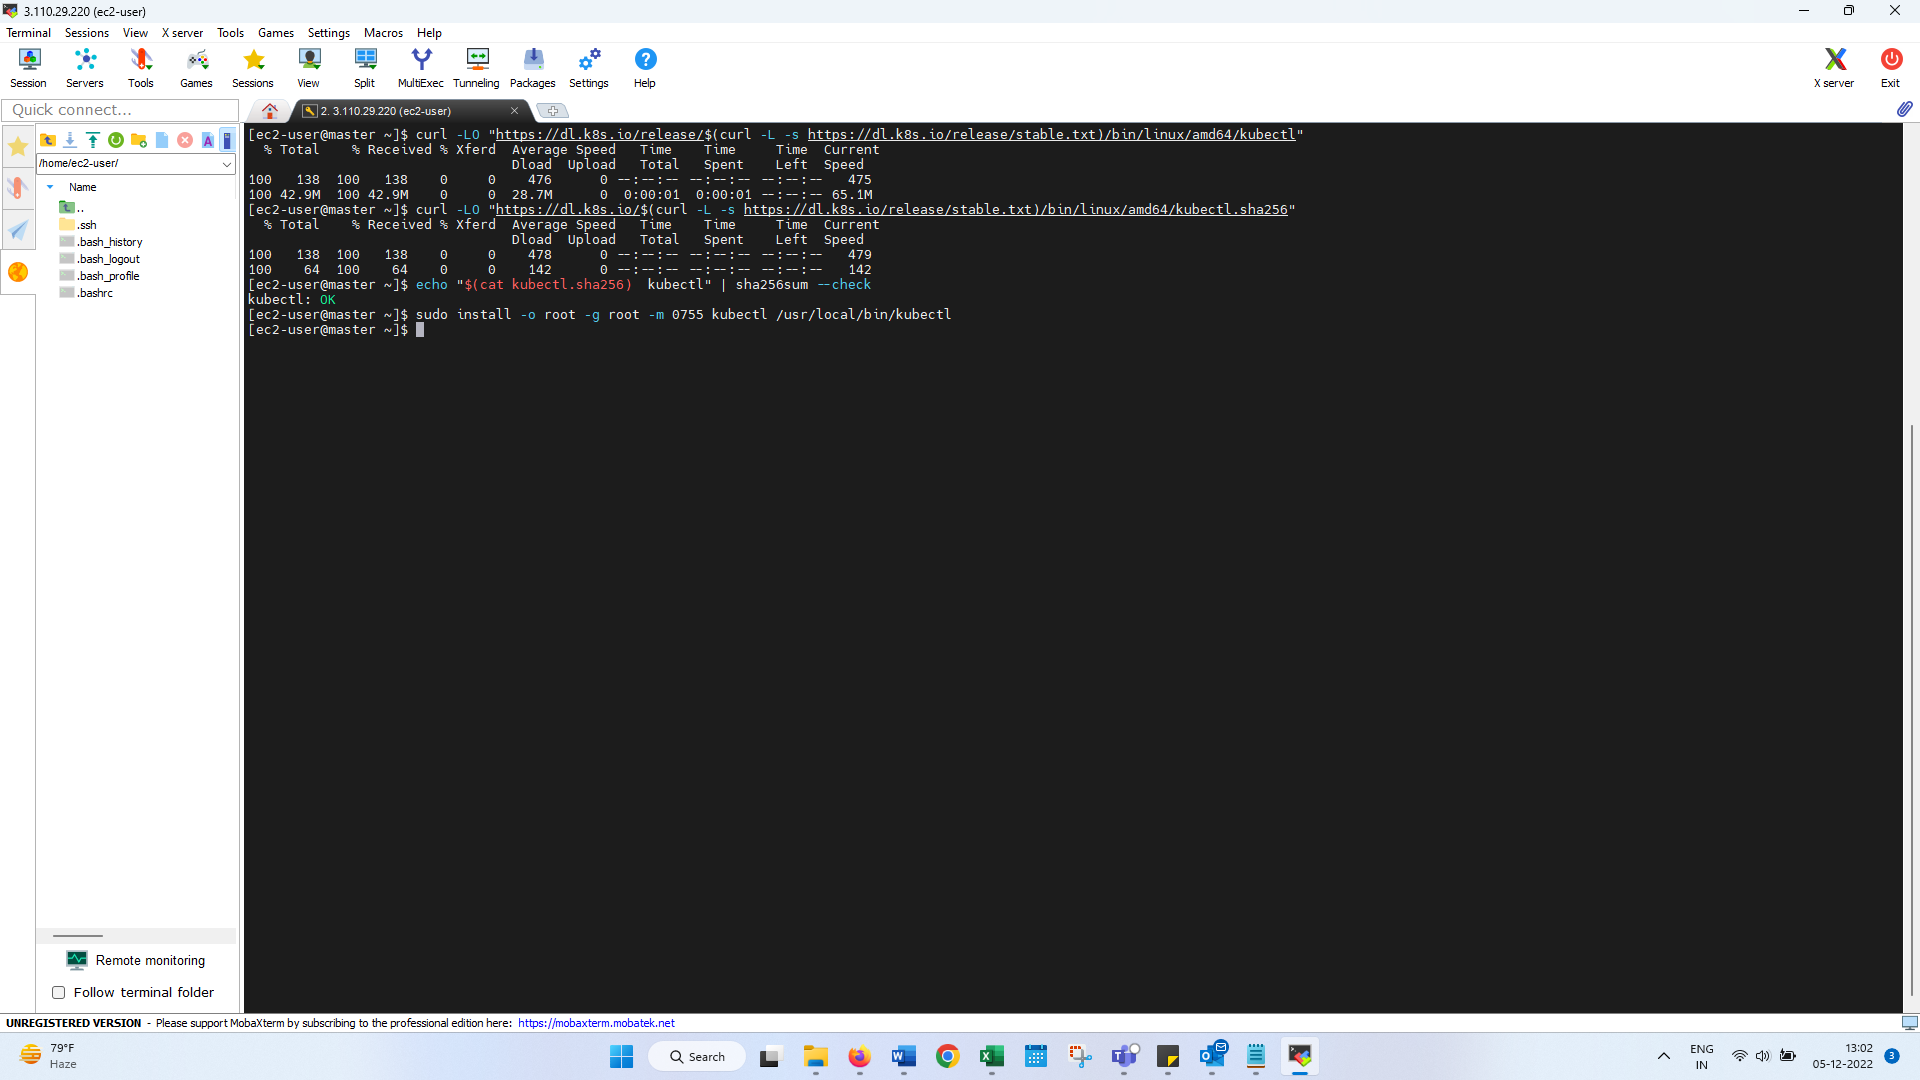 3.110.29.220 (ec2-user)
Terminal Sessions View X server Tools Games Settings Macros Help
Session Servers Tools Games Sessions View Split MultiExec Tunneling Packages Settings Help X server Exit
Quick connect...
2. 3.110.29.220 (ec2-user)
/home/ec2-user/
Name
..
.ssh
.bash_history
.bash_logout
.bash_profile
.bashrc
Remote monitoring
Follow terminal folder
[ec2-user@master ~]$ curl -LO "https://dl.k8s.io/release/$(curl -L -s https://dl.k8s.io/release/stable.txt)/bin/linux/amd64/kubectl"
  % Total    % Received % Xferd  Average Speed   Time    Time     Time  Current
                                 Dload  Upload   Total   Spent    Left  Speed
100   138  100   138    0     0    476      0 --:--:-- --:--:-- --:--:--   475
100 42.9M  100 42.9M    0     0  28.7M      0  0:00:01  0:00:01 --:--:-- 65.1M
[ec2-user@master ~]$ curl -LO "https://dl.k8s.io/$(curl -L -s https://dl.k8s.io/release/stable.txt)/bin/linux/amd64/kubectl.sha256"
  % Total    % Received % Xferd  Average Speed   Time    Time     Time  Current
                                 Dload  Upload   Total   Spent    Left  Speed
100   138  100   138    0     0    478      0 --:--:-- --:--:-- --:--:--   479
100    64  100    64    0     0    142      0 --:--:-- --:--:-- --:--:--   142
[ec2-user@master ~]$ echo "$(cat kubectl.sha256)  kubectl" | sha256sum --check
kubectl: OK
[ec2-user@master ~]$ sudo install -o root -g root -m 0755 kubectl /usr/local/bin/kubectl
[ec2-user@master ~]$
UNREGISTERED VERSION - Please support MobaXterm by subscribing to the professional edition here: https://mobaxterm.mobatek.net
79°F
Haze
Search
ENG
IN
13:02
05-12-2022
3